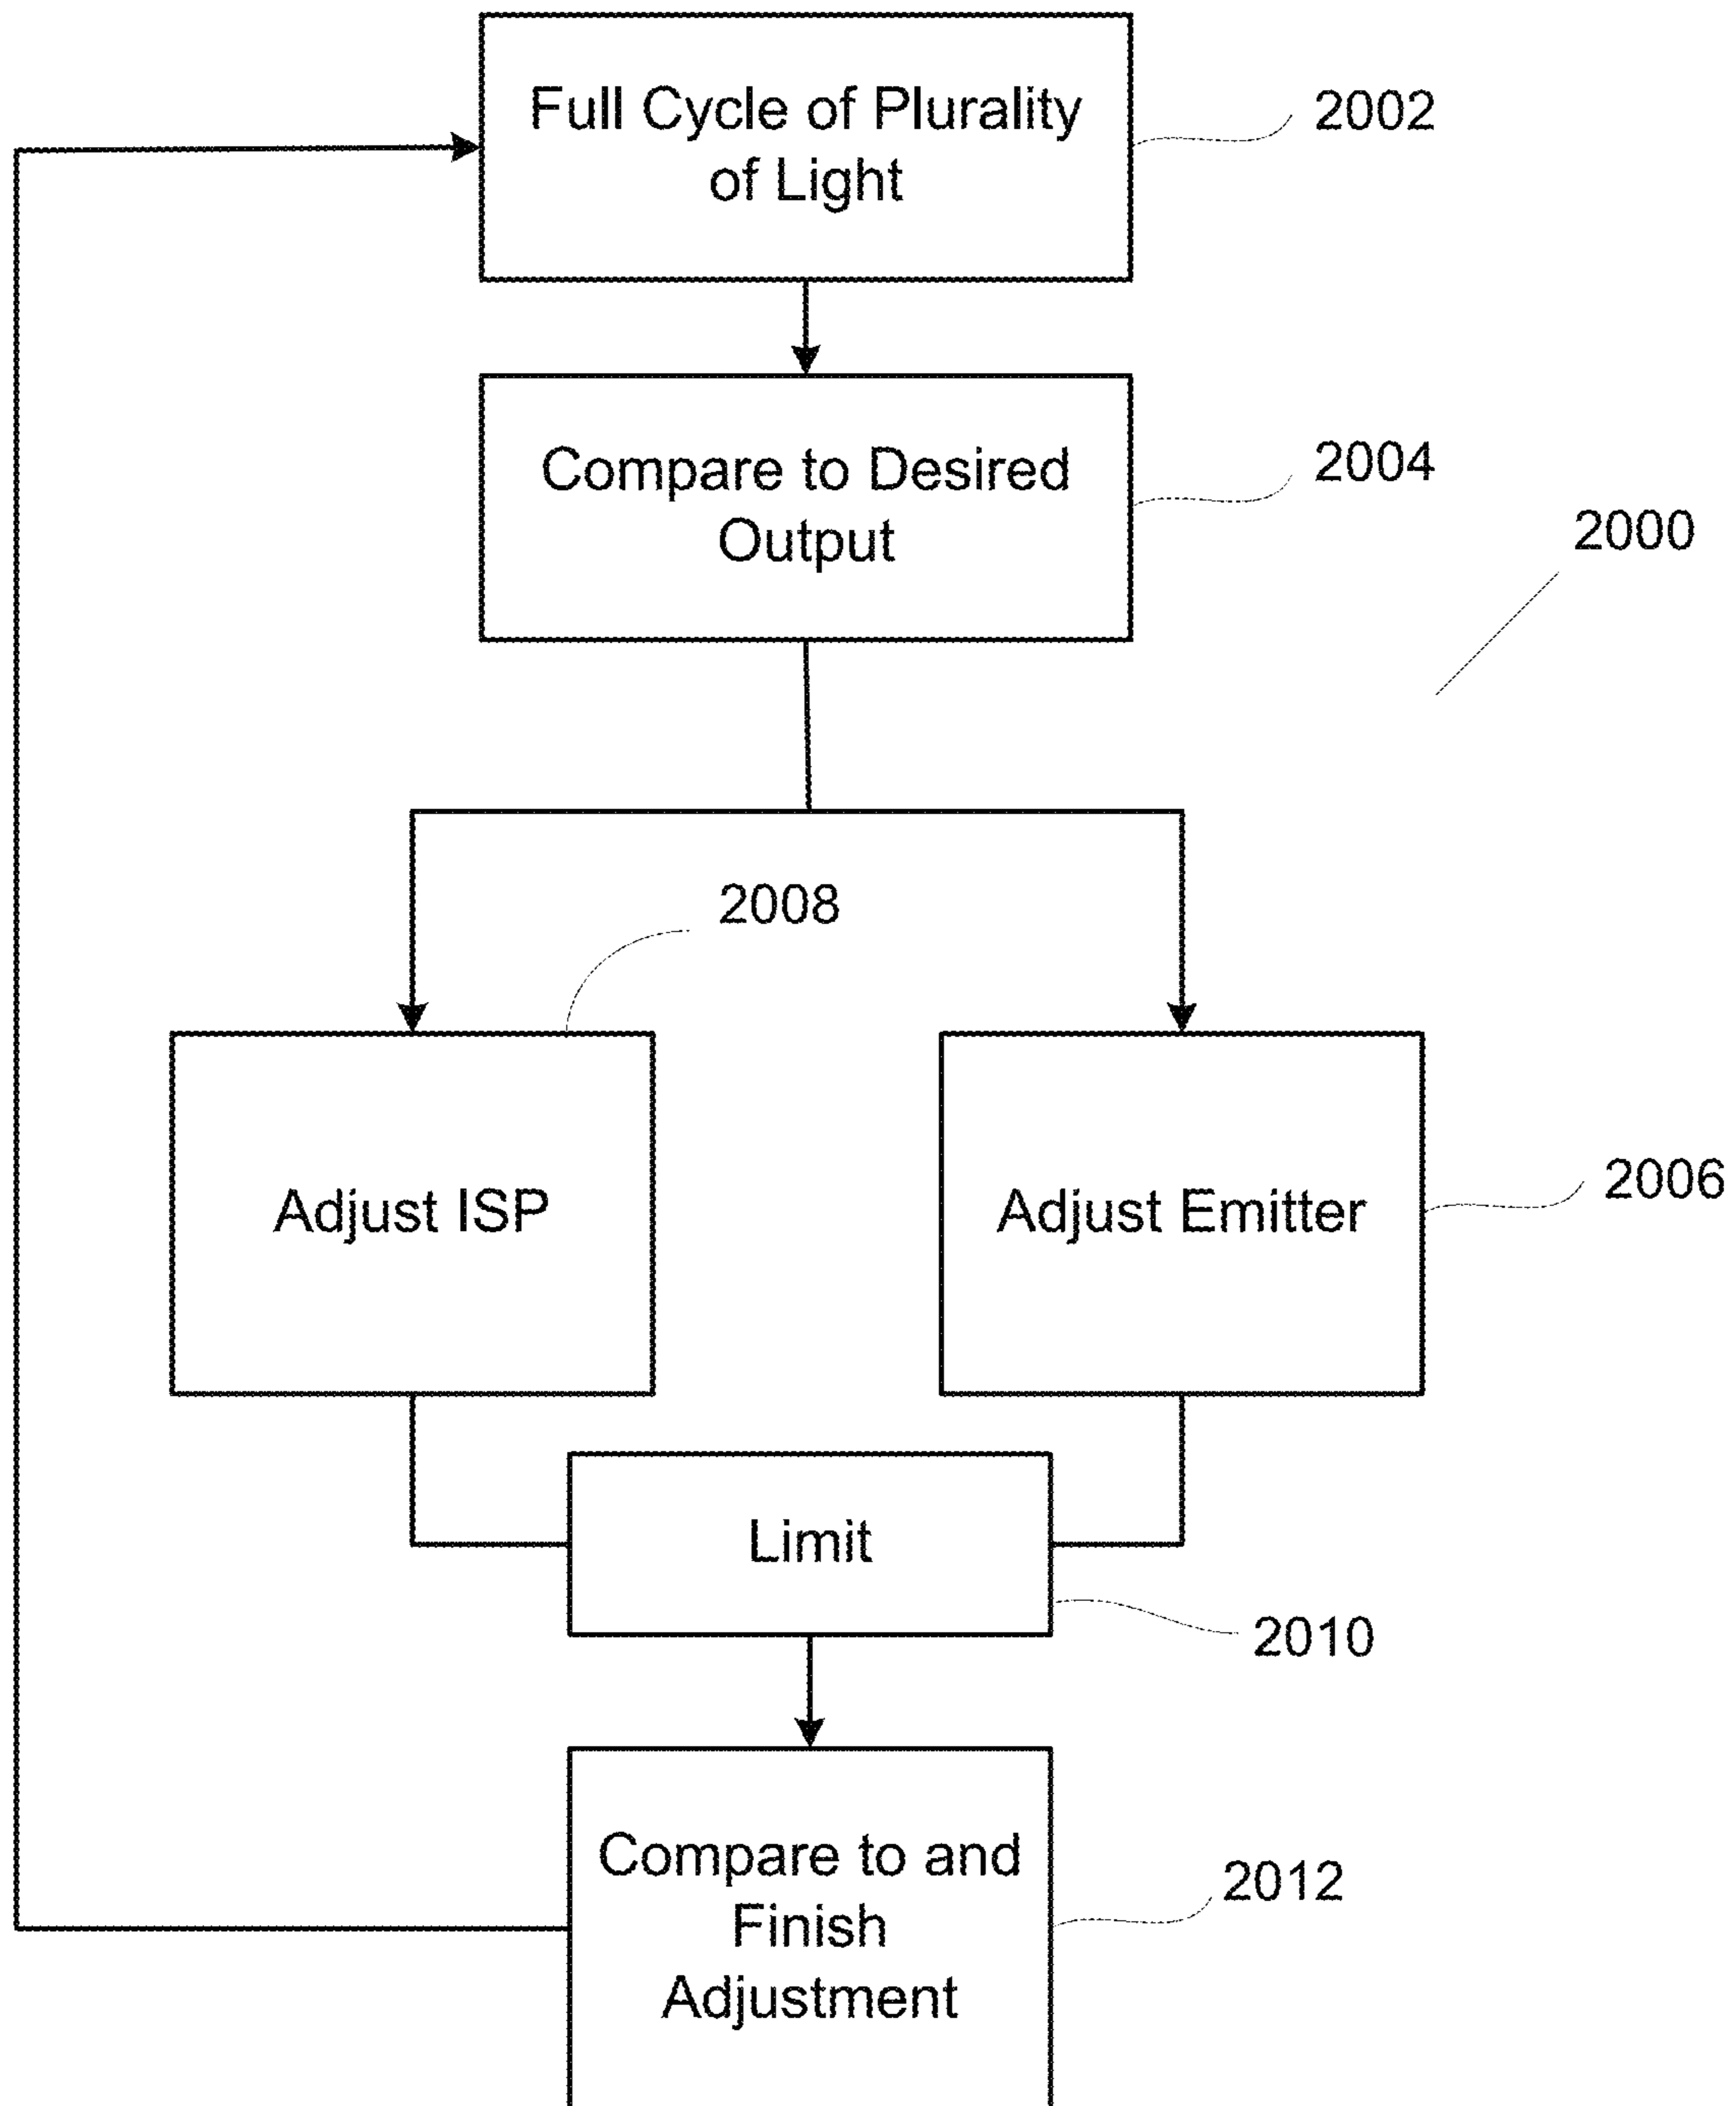 Full Cycle of Plurality
of Light
2002
Compare to Desired
Output
2004
2000
2008
Adjust ISP
Adjust Emitter
2006
Limit
2010
Compare to and
Finish
Adjustment
2012